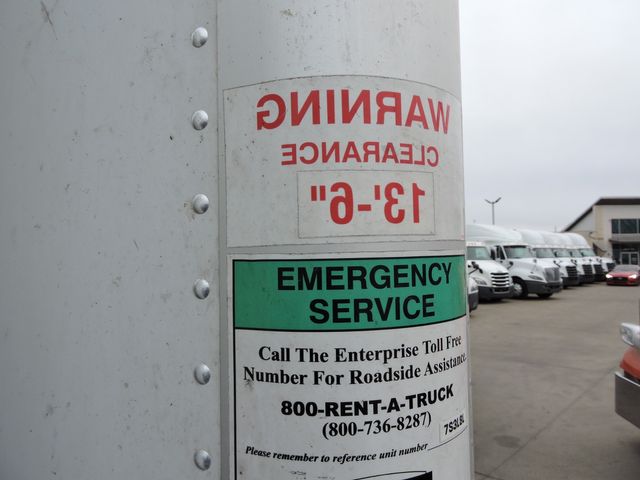 WARNING
CLEARANCE
13'-6"
EMERGENCY
SERVICE
Call The Enterprise Toll Free
Number For Roadside Assistance.
800-RENT-A-TRUCK
(800-736-8287)
7S3L8L
Please remember to reference unit number